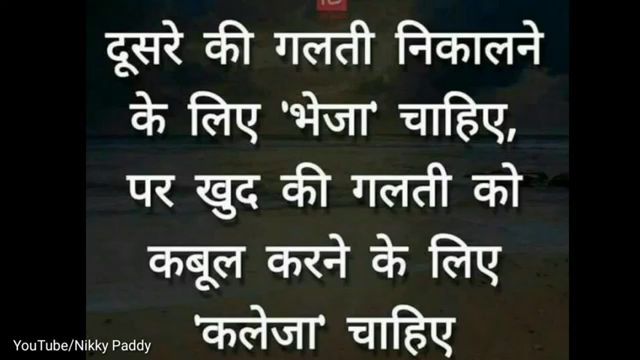 दूसरे की गलती निकालने
के लिए 'भेजा' चाहिए,
पर खुद की गलती को
कबूल करने के लिए
'कलेजा' चाहिए
YouTube/Nikky Paddy